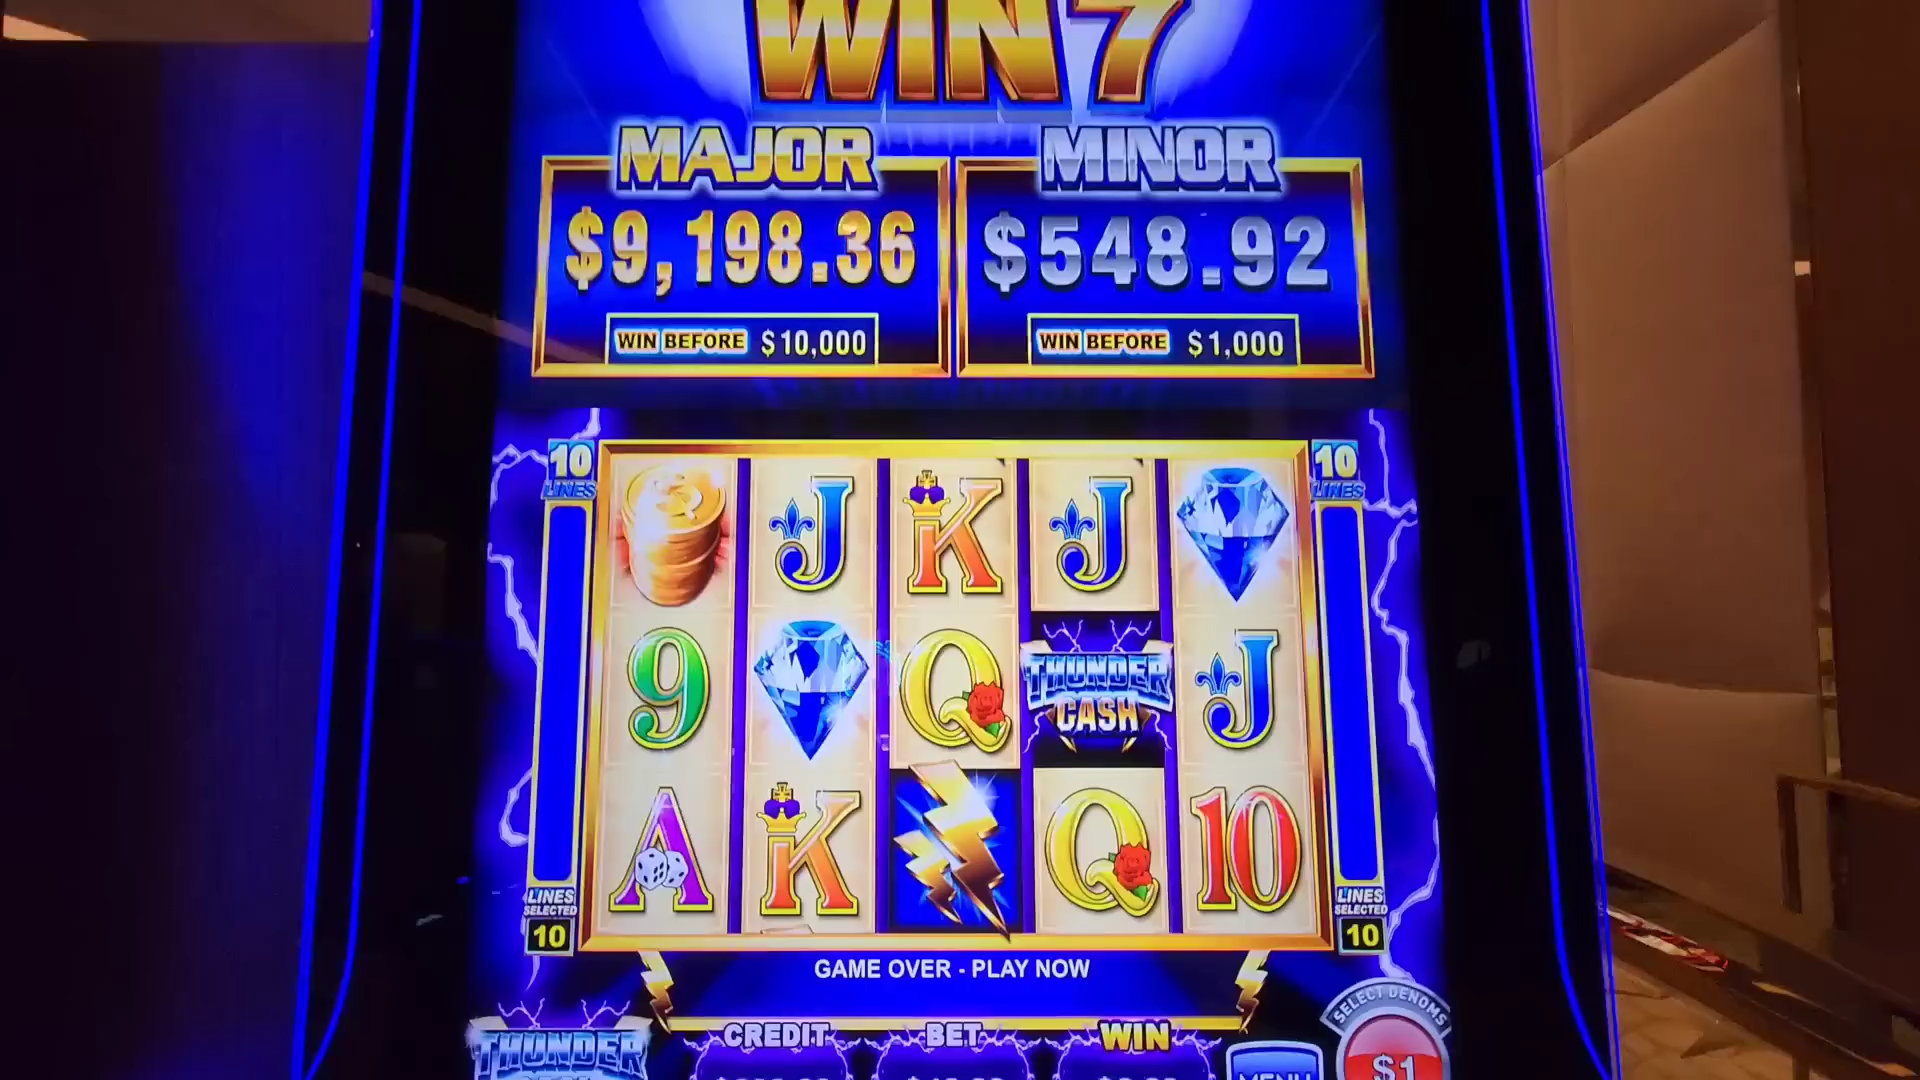 WIN 7
MAJOR
MINOR
$9,198.36
$548.92
WIN BEFORE $10,000
WIN BEFORE $1,000
10
LINES
10
LINES
J
K
J
9
Q
THUNDER
CASH
J
A
K
Q
10
LINES
SELECTED
10
LINES
SELECTED
10
GAME OVER - PLAY NOW
SELECT DENOMS
$1
THUNDER
CREDIT
BET
WIN
MENU